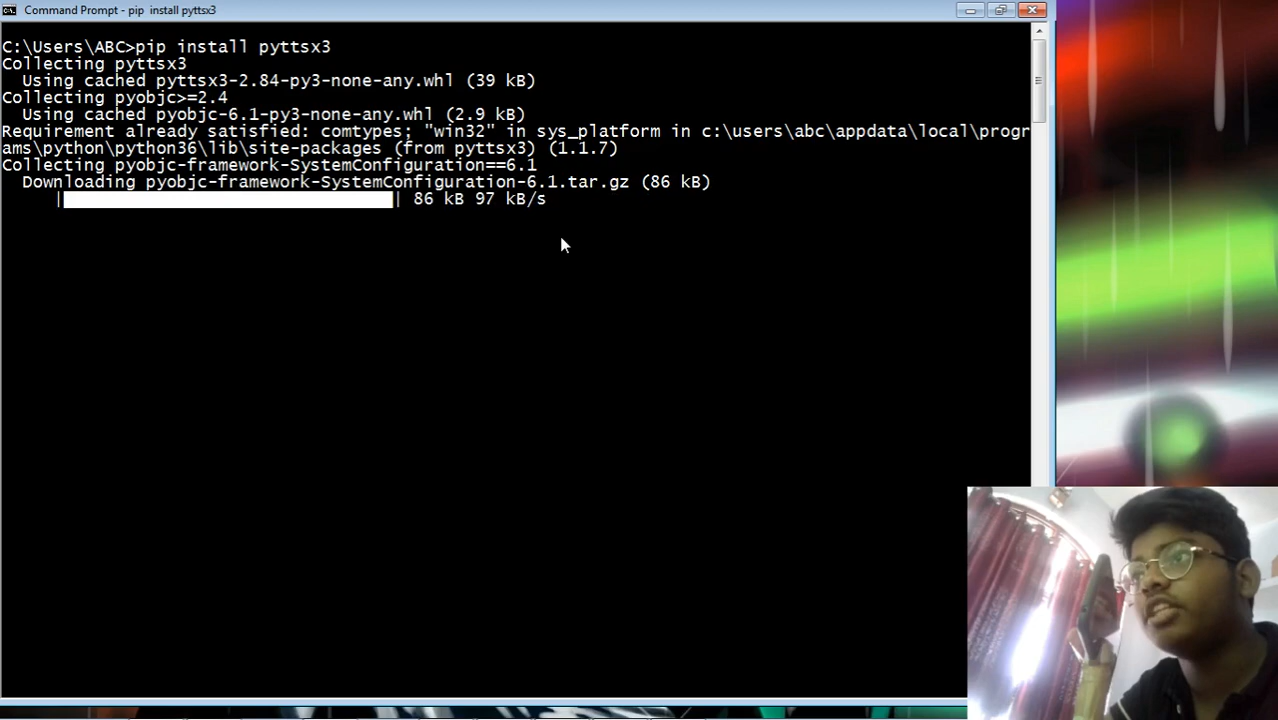 Command Prompt - pip  install pyttsx3
C:\Users\ABC>pip install pyttsx3
Collecting pyttsx3
  Using cached pyttsx3-2.84-py3-none-any.whl (39 kB)
Collecting pyobjc>=2.4
  Using cached pyobjc-6.1-py3-none-any.whl (2.9 kB)
Requirement already satisfied: comtypes; "win32" in sys_platform in c:\users\abc\appdata\local\progr
ams\python\python36\lib\site-packages (from pyttsx3) (1.1.7)
Collecting pyobjc-framework-SystemConfiguration==6.1
  Downloading pyobjc-framework-SystemConfiguration-6.1.tar.gz (86 kB)
| | 86 kB 97 kB/s